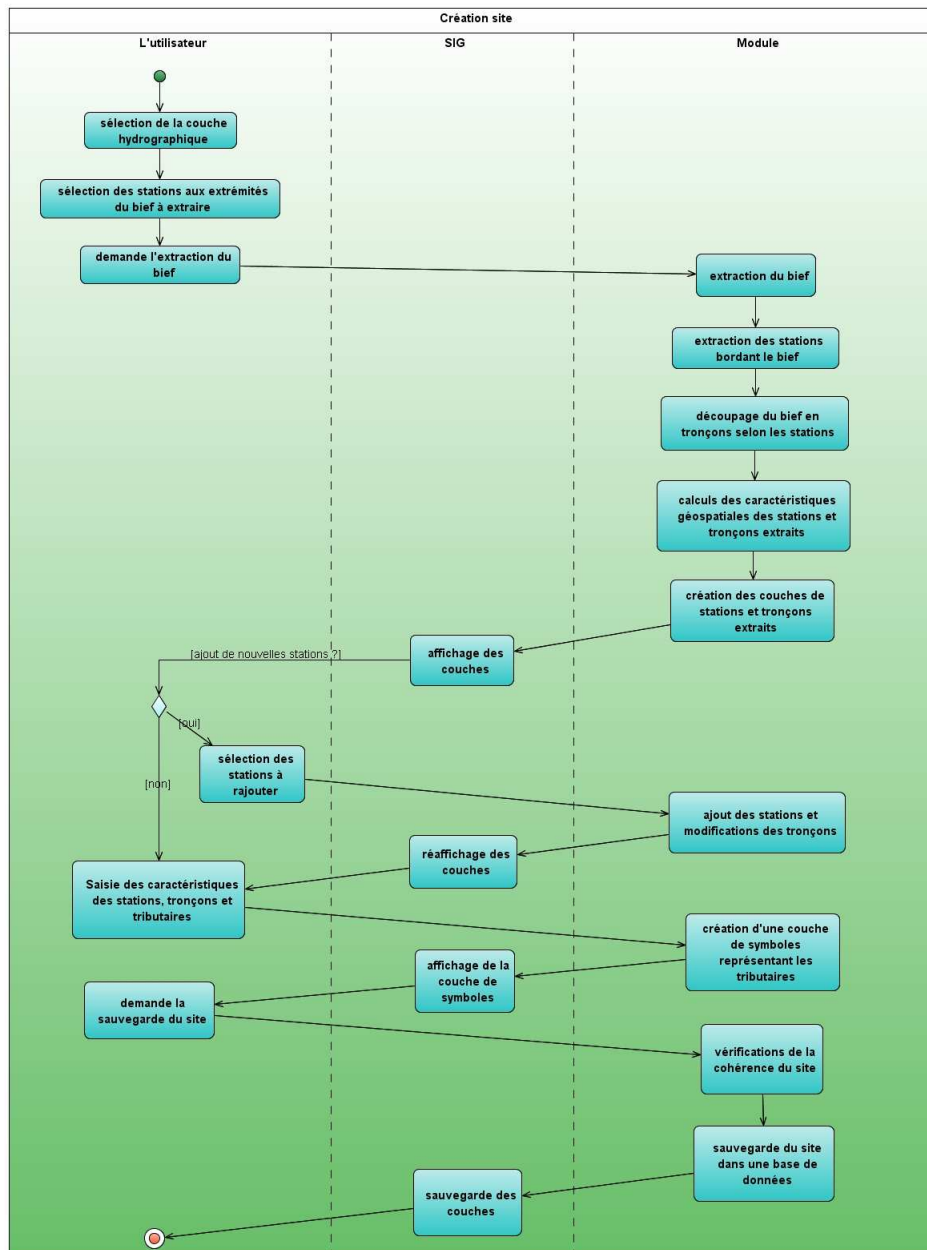 Création site
L'utilisateur
SIG
Module
sélection de la couche
hydrographique
sélection des stations aux extrémités
du bief à extraire
demande l'extraction du
bief
extraction du bief
extraction des stations
bordant le bief
découpage du bief en
tronçons selon les stations
calculs des caractéristiques
géospatiales des stations et
tronçons extraits
création des couches de
stations et tronçons
extraits
affichage des
couches
[ajout de nouvelles stations ?]
[oui]
sélection des
stations à
rajouter
[non]
ajout des stations et
modifications des tronçons
réaffichage des
couches
Saisie des caractéristiques
des stations, tronçons et
tributaires
création d'une couche
de symboles
représentant les
tributaires
affichage de la
couche de
symboles
demande la
sauvegarde du site
vérifications de la
cohérence du site
sauvegarde du site
dans une base de
données
sauvegarde des
couches